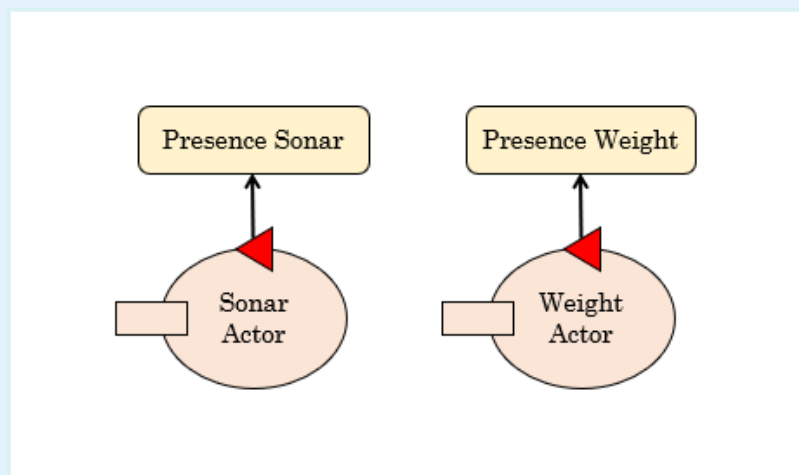 Presence Sonar
Presence Weight
Sonar
Actor
Weight
Actor